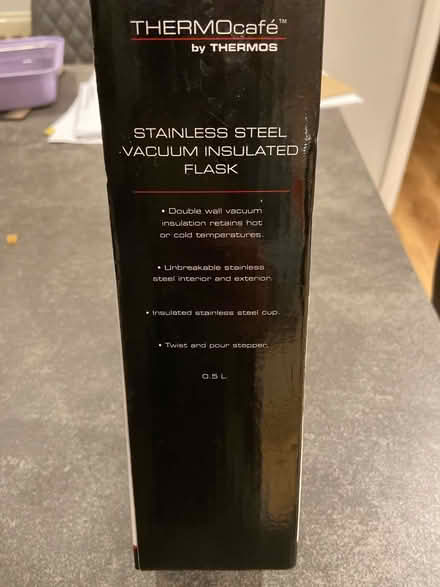 THERMOcafé™
by THERMOS
STAINLESS STEEL
VACUUM INSULATED
FLASK
• Double wall vacuum
insulation retains hot
or cold temperatures.
• Unbreakable stainless
steel interior and exterior.
• Insulated stainless steel cup.
• Twist and pour stopper.
0.5 L